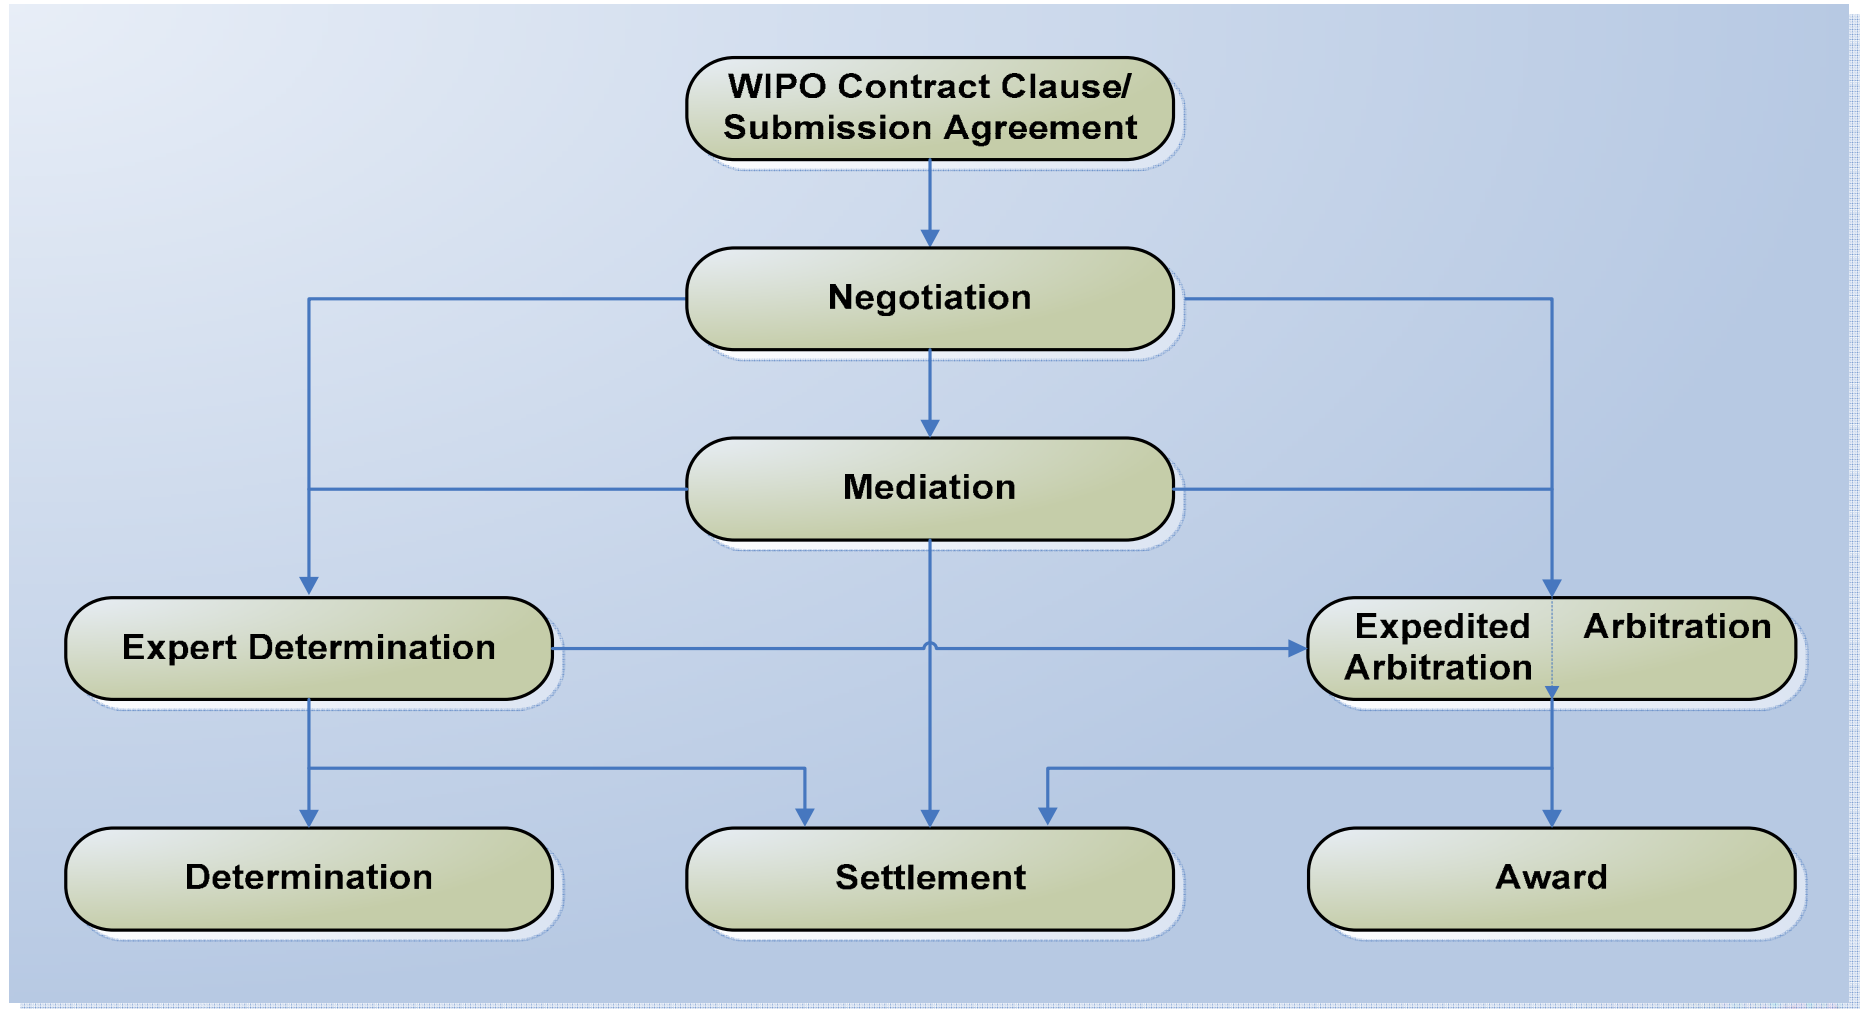 WIPO Contract Clause/
Submission Agreement
Negotiation
Mediation
Expert Determination
Expedited
Arbitration
Arbitration
Determination
Settlement
Award